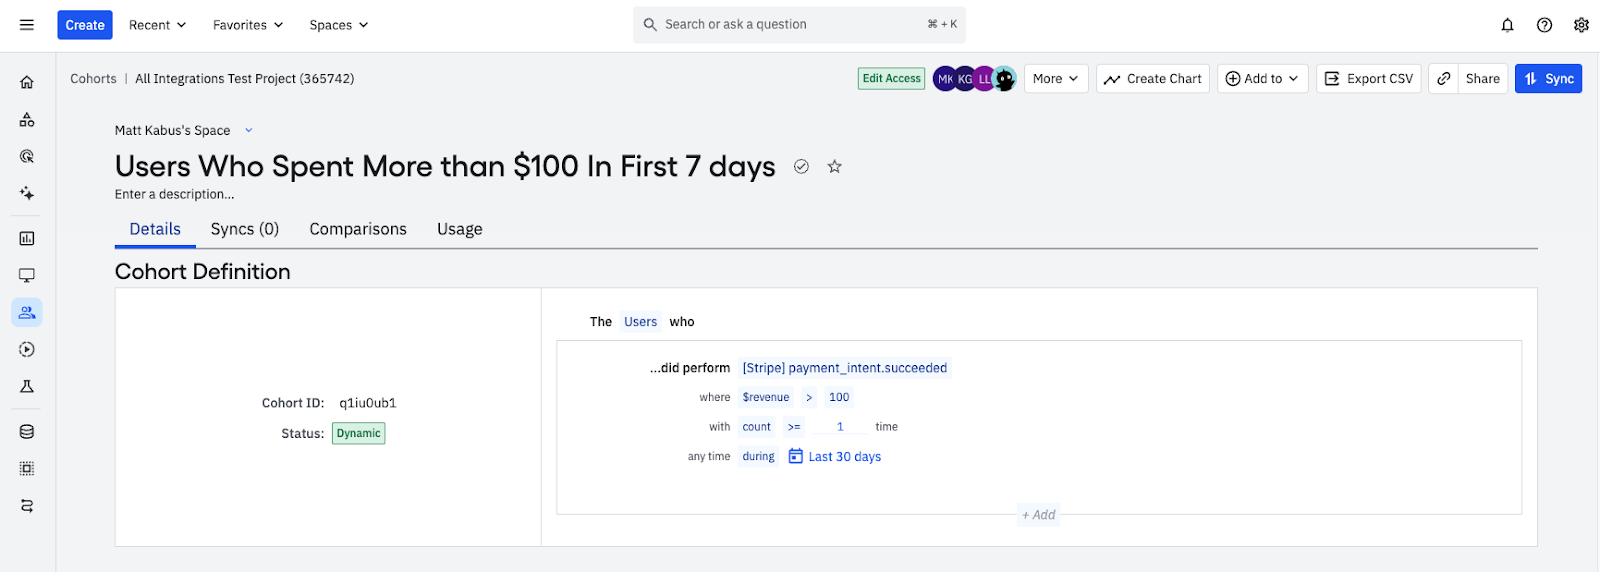 Create Recent Favorites Spaces Search or ask a question ⌘ + K
Cohorts | All Integrations Test Project (365742) Edit Access MK KG LL More Create Chart Add to Export CSV Share Sync
Matt Kabus's Space
Users Who Spent More than $100 In First 7 days
Enter a description...
Details Syncs (0) Comparisons Usage
Cohort Definition
The Users who
...did perform [Stripe] payment_intent.succeeded
where $revenue > 100
Cohort ID: q1iu0ub1
with count >= 1 time
Status: Dynamic
any time during Last 30 days
+ Add